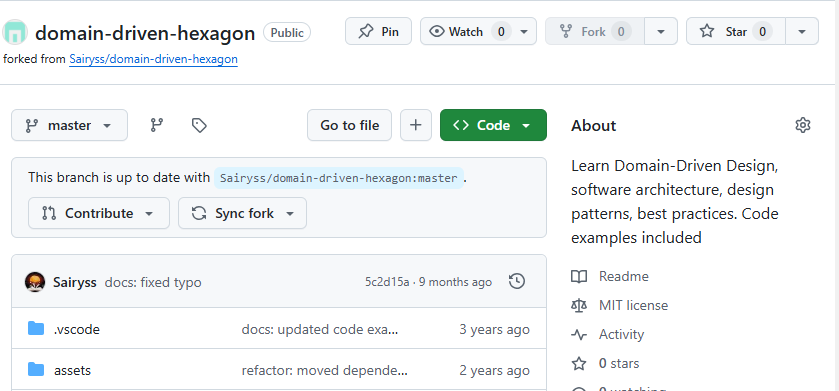 domain-driven-hexagon Public Pin Watch 0 Fork 0 Star 0
forked from Sairyss/domain-driven-hexagon
master Go to file Code
This branch is up to date with Sairyss/domain-driven-hexagon:master.
Contribute Sync fork
Sairyss docs: fixed typo 5c2d15a · 9 months ago
.vscode docs: updated code exa... 3 years ago
assets refactor: moved depende... 2 years ago
About
Learn Domain-Driven Design,
software architecture, design
patterns, best practices. Code
examples included
Readme
MIT license
Activity
0 stars
0 watching